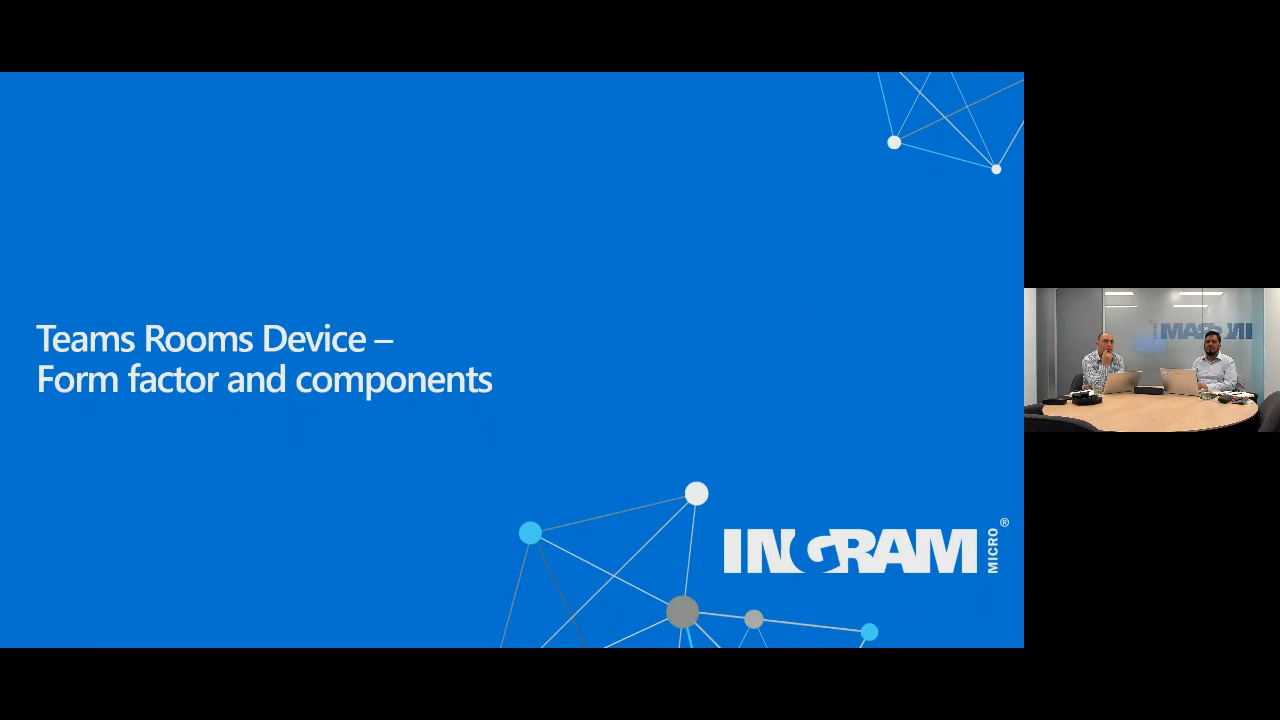 Teams Rooms Device –
Form factor and components
INGRAM
MICRO
®